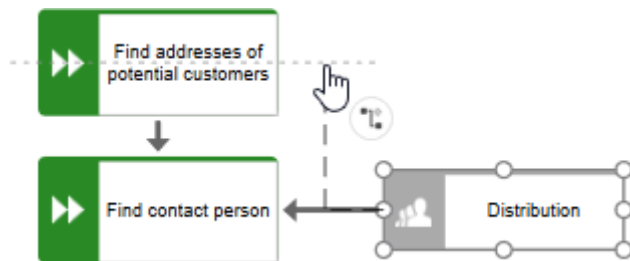 Find addresses of
potential customers
Find contact person
Distribution